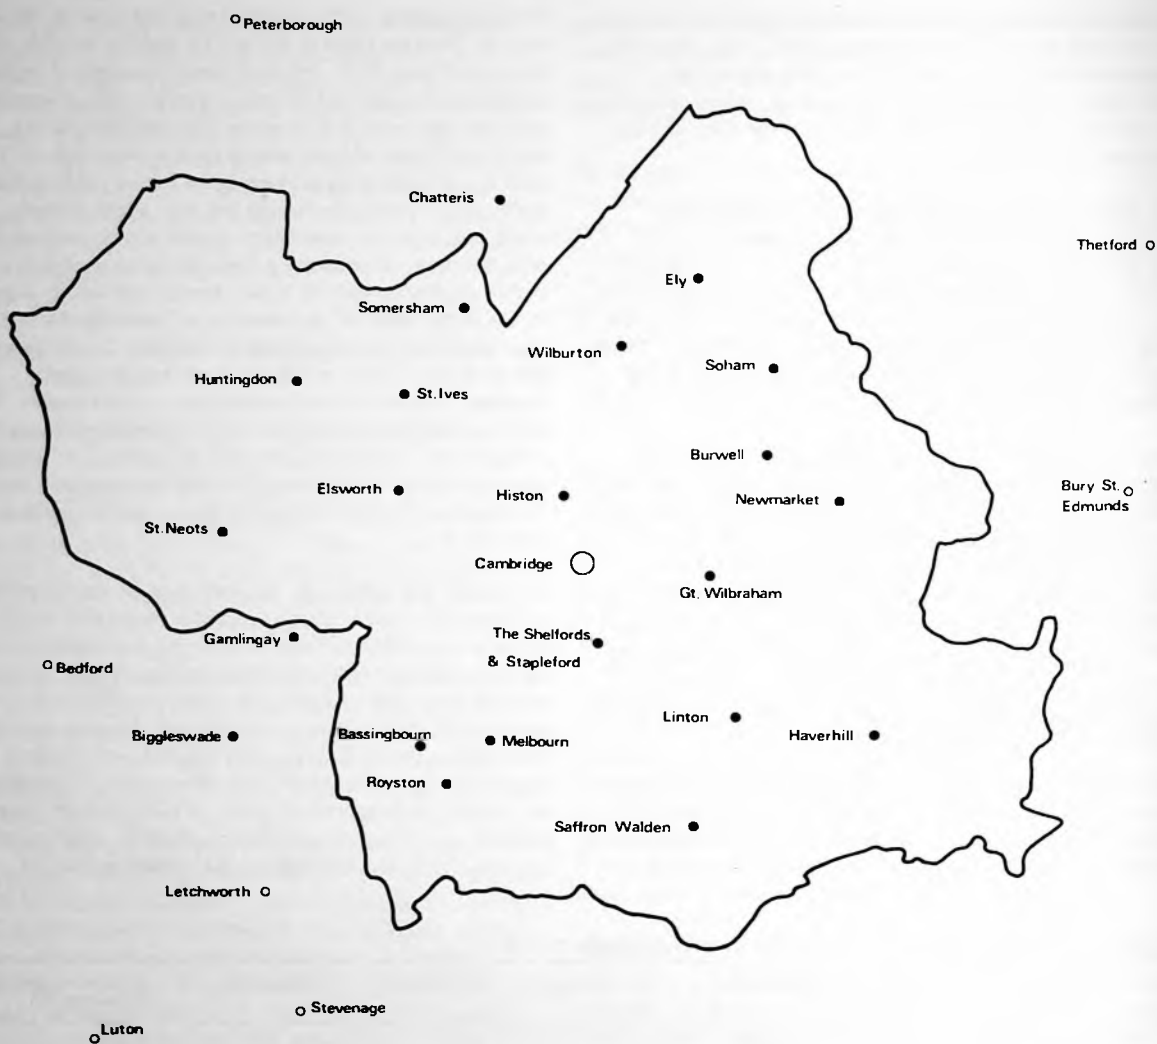 Peterborough
Chatteris
Thetford
Ely
Somersham
Wilburton
Soham
Huntingdon
St. Ives
Burwell
Elsworth
Histon
Newmarket
Bury St.
Edmunds
St. Neots
Cambridge
Gt. Wilbraham
Gamlingay
The Shelfords
& Stapleford
Bedford
Linton
Biggleswade
Bassingbourn
Melbourn
Haverhill
Royston
Saffron Walden
Letchworth
Stevenage
Luton